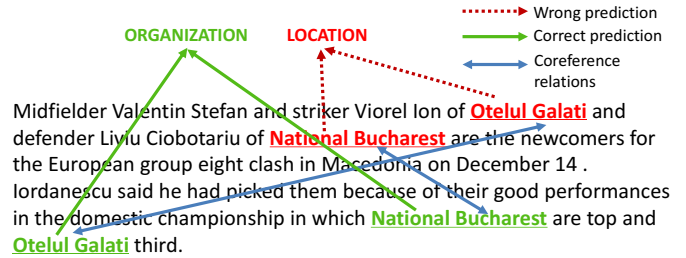 Wrong prediction
ORGANIZATION LOCATION Correct prediction
Coreference
relations
Midfielder Valentin Stefan and striker Viorel Ion of Otelul Galati and
defender Liviu Ciobotariu of National Bucharest are the newcomers for
the European group eight clash in Macedonia on December 14 .
Iordanescu said he had picked them because of their good performances
in the domestic championship in which National Bucharest are top and
Otelul Galati third.